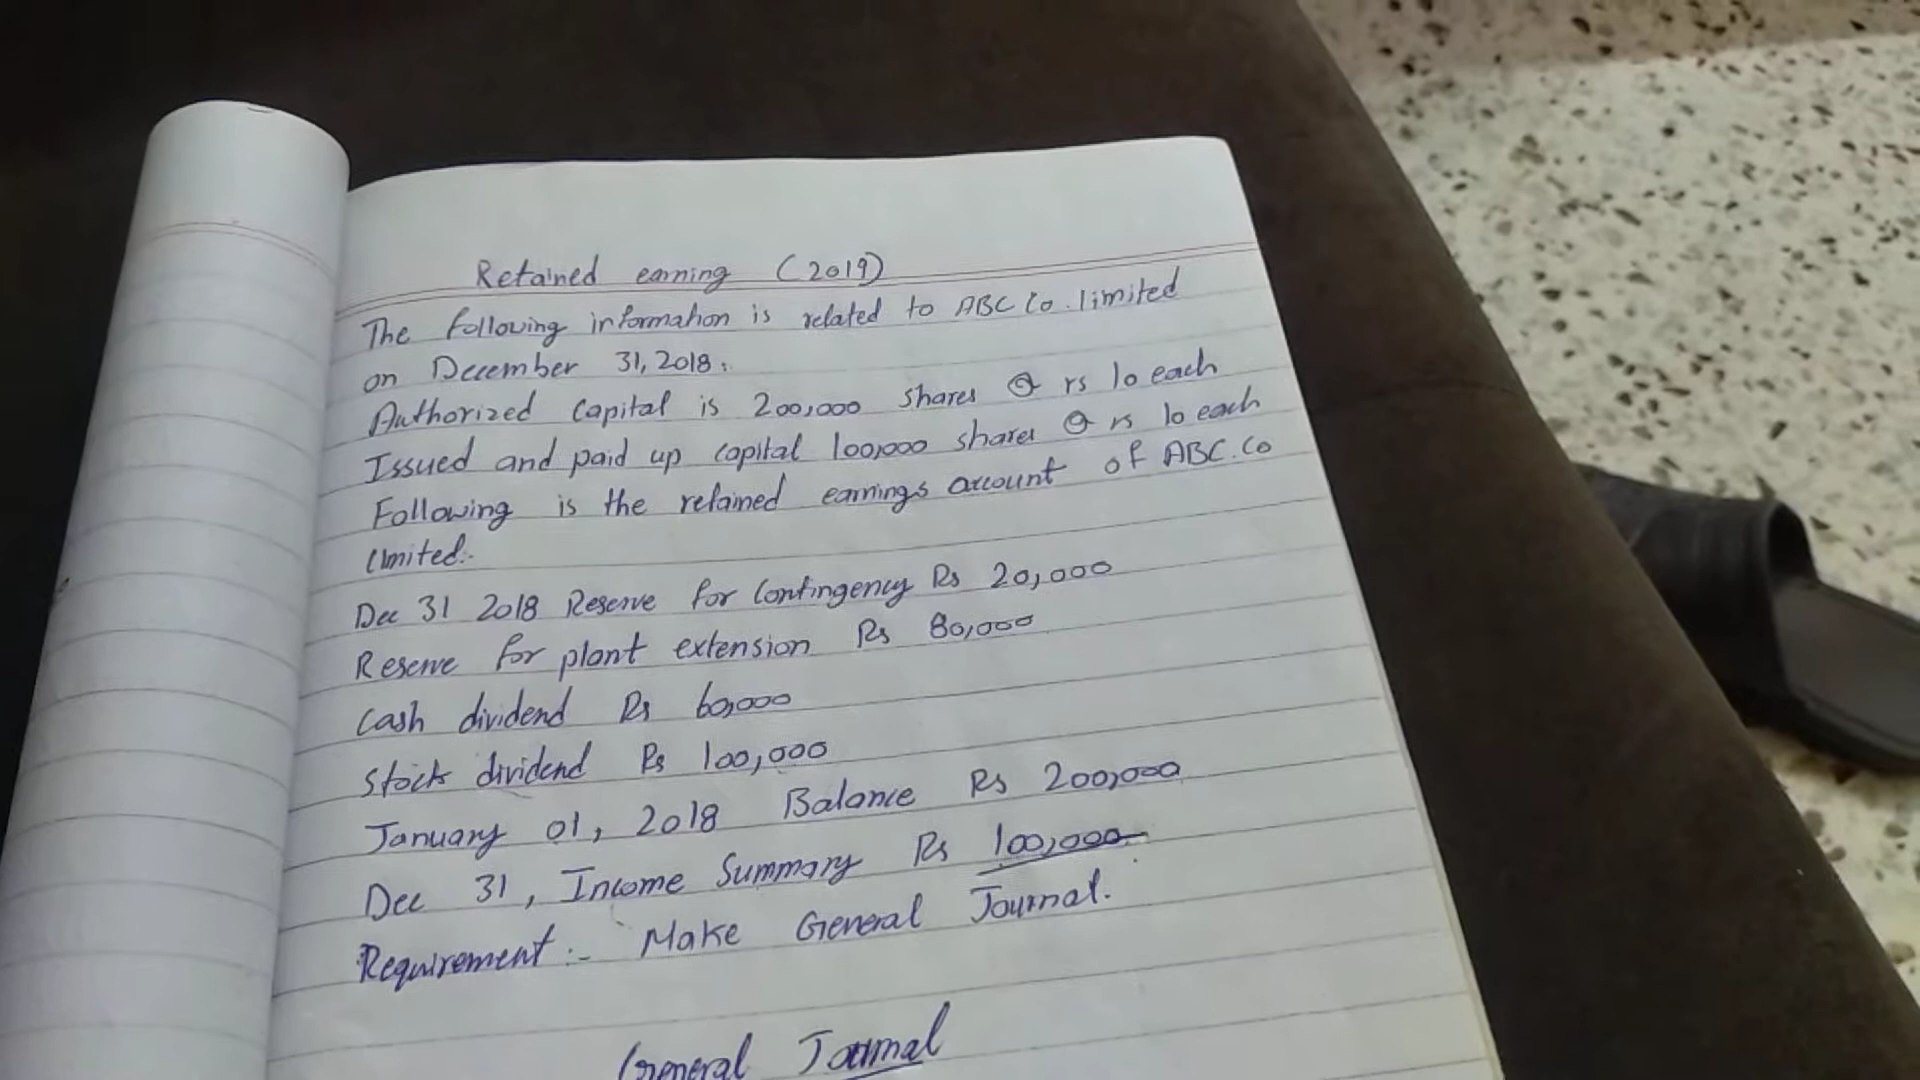 Retained earning (2019)
The following information is related to ABC Co. limited
on December 31, 2018:
Authorized Capital is 200,000 shares @ rs 10 each
Issued and paid up capital 100,000 shares @ rs 10 each
Following is the retained earnings account of ABC. Co
limited:-
Dec 31 2018 Reserve for Contingency Rs 20,000
Reserve for plant extension Rs 80,000
Cash dividend Rs 60,000
Stock dividend Rs 100,000
January 01, 2018 Balance Rs 200,000
Dec 31, Income Summary Rs 100,000
Requirement:- Make General Journal.
General Journal